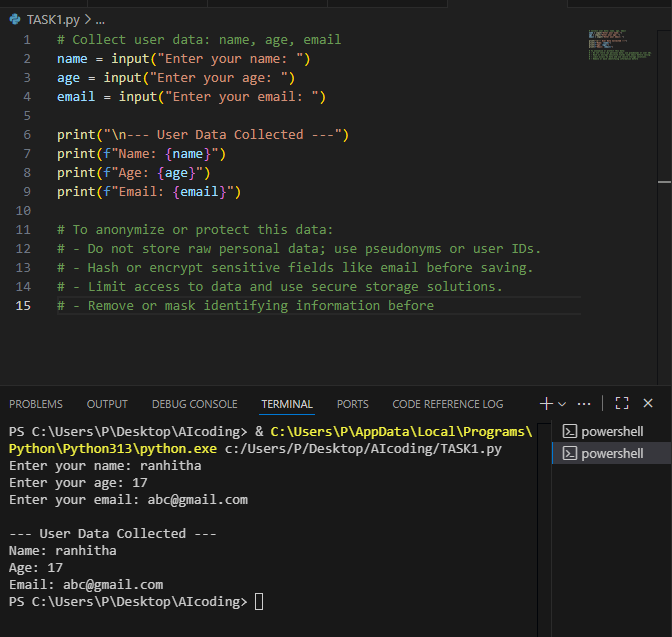 TASK1.py > ...
1 # Collect user data: name, age, email
2 name = input("Enter your name: ")
3 age = input("Enter your age: ")
4 email = input("Enter your email: ")
5
6 print("\n--- User Data Collected ---")
7 print(f"Name: {name}")
8 print(f"Age: {age}")
9 print(f"Email: {email}")
10
11 # To anonymize or protect this data:
12 # - Do not store raw personal data; use pseudonyms or user IDs.
13 # - Hash or encrypt sensitive fields like email before saving.
14 # - Limit access to data and use secure storage solutions.
15 # - Remove or mask identifying information before
PROBLEMS OUTPUT DEBUG CONSOLE TERMINAL PORTS CODE REFERENCE LOG
PS C:\Users\P\Desktop\AIcoding> & C:\Users\P\AppData\Local\Programs\
Python\Python313\python.exe c:/Users/P/Desktop/AIcoding/TASK1.py
Enter your name: ranhitha
Enter your age: 17
Enter your email: abc@gmail.com

--- User Data Collected ---
Name: ranhitha
Age: 17
Email: abc@gmail.com
PS C:\Users\P\Desktop\AIcoding>
powershell
powershell